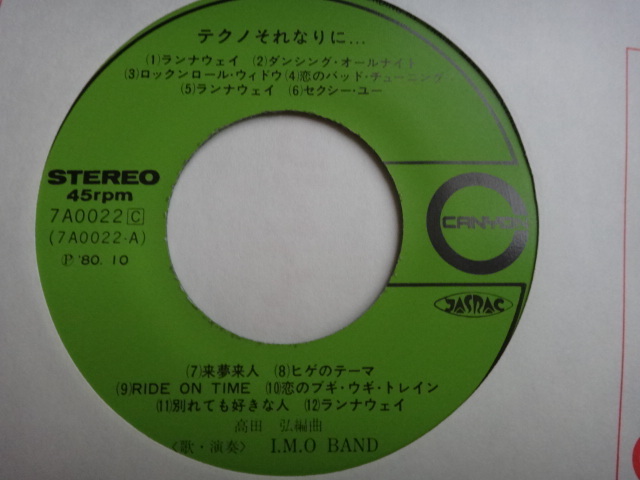 テクノそれなりに...
(1)ランナウェイ (2)ダンシング・オールナイト
(3)ロックンロール・ウィドウ(4)恋のバッド・チューニング
(5)ランナウェイ (6)セクシー・ユー
STEREO
45rpm
7A0022 C
(7A0022-A)
Ⓟ '80. 10
CANYON
JASRAC
(7)来夢来人 (8)ヒゲのテーマ
(9)RIDE ON TIME (10)恋のブギ・ウギ・トレイン
(11)別れても好きな人 (12)ランナウェイ
高田 弘編曲
〈歌・演奏〉 I.M.O BAND